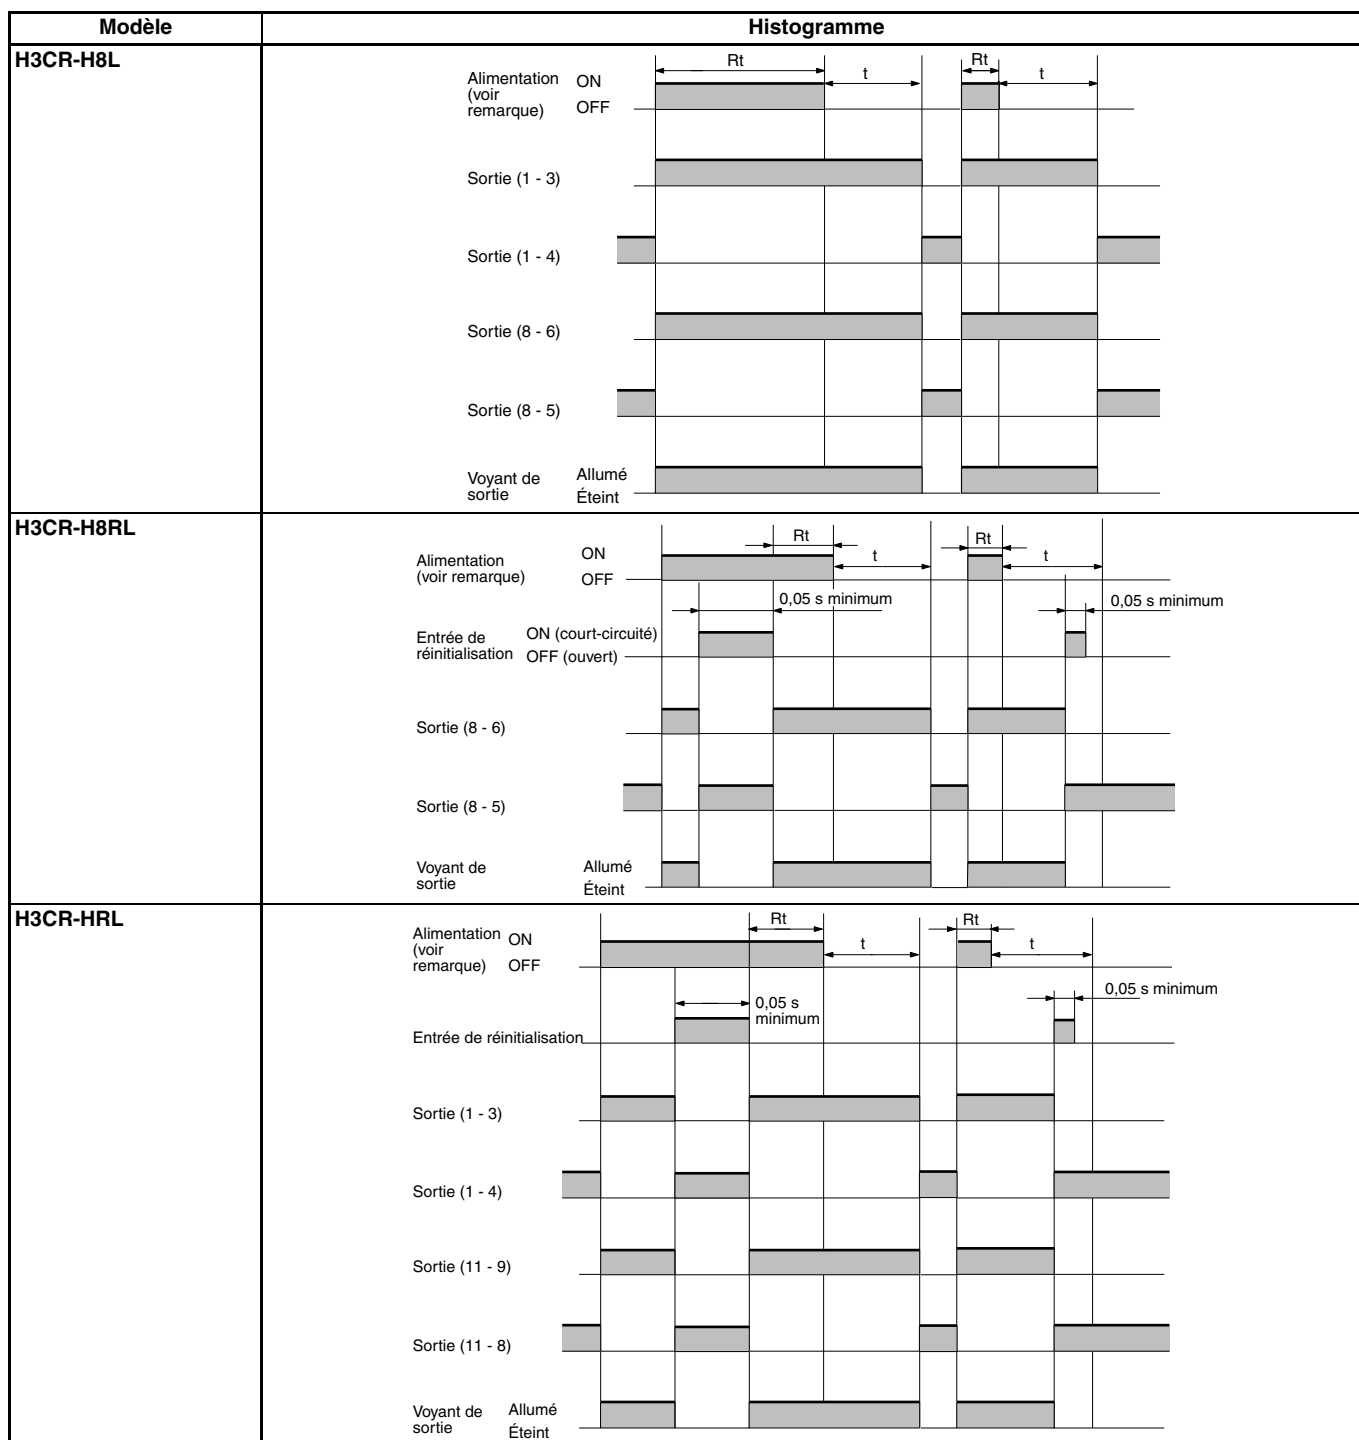 Modèle
Histogramme
H3CR-H8L
Rt
t
Rt
t
Alimentation
(voir
remarque)
ON
OFF
Sortie (1 - 3)
Sortie (1 - 4)
Sortie (8 - 6)
Sortie (8 - 5)
Voyant de
sortie
Allumé
Éteint
H3CR-H8RL
Rt
t
Rt
t
Alimentation
(voir remarque)
ON
OFF
0,05 s minimum
0,05 s minimum
Entrée de
réinitialisation
ON (court-circuité)
OFF (ouvert)
Sortie (8 - 6)
Sortie (8 - 5)
Voyant de
sortie
Allumé
Éteint
H3CR-HRL
Rt
t
Rt
t
Alimentation
(voir
remarque)
ON
OFF
0,05 s
minimum
0,05 s minimum
Entrée de réinitialisation
Sortie (1 - 3)
Sortie (1 - 4)
Sortie (11 - 9)
Sortie (11 - 8)
Voyant de
sortie
Allumé
Éteint